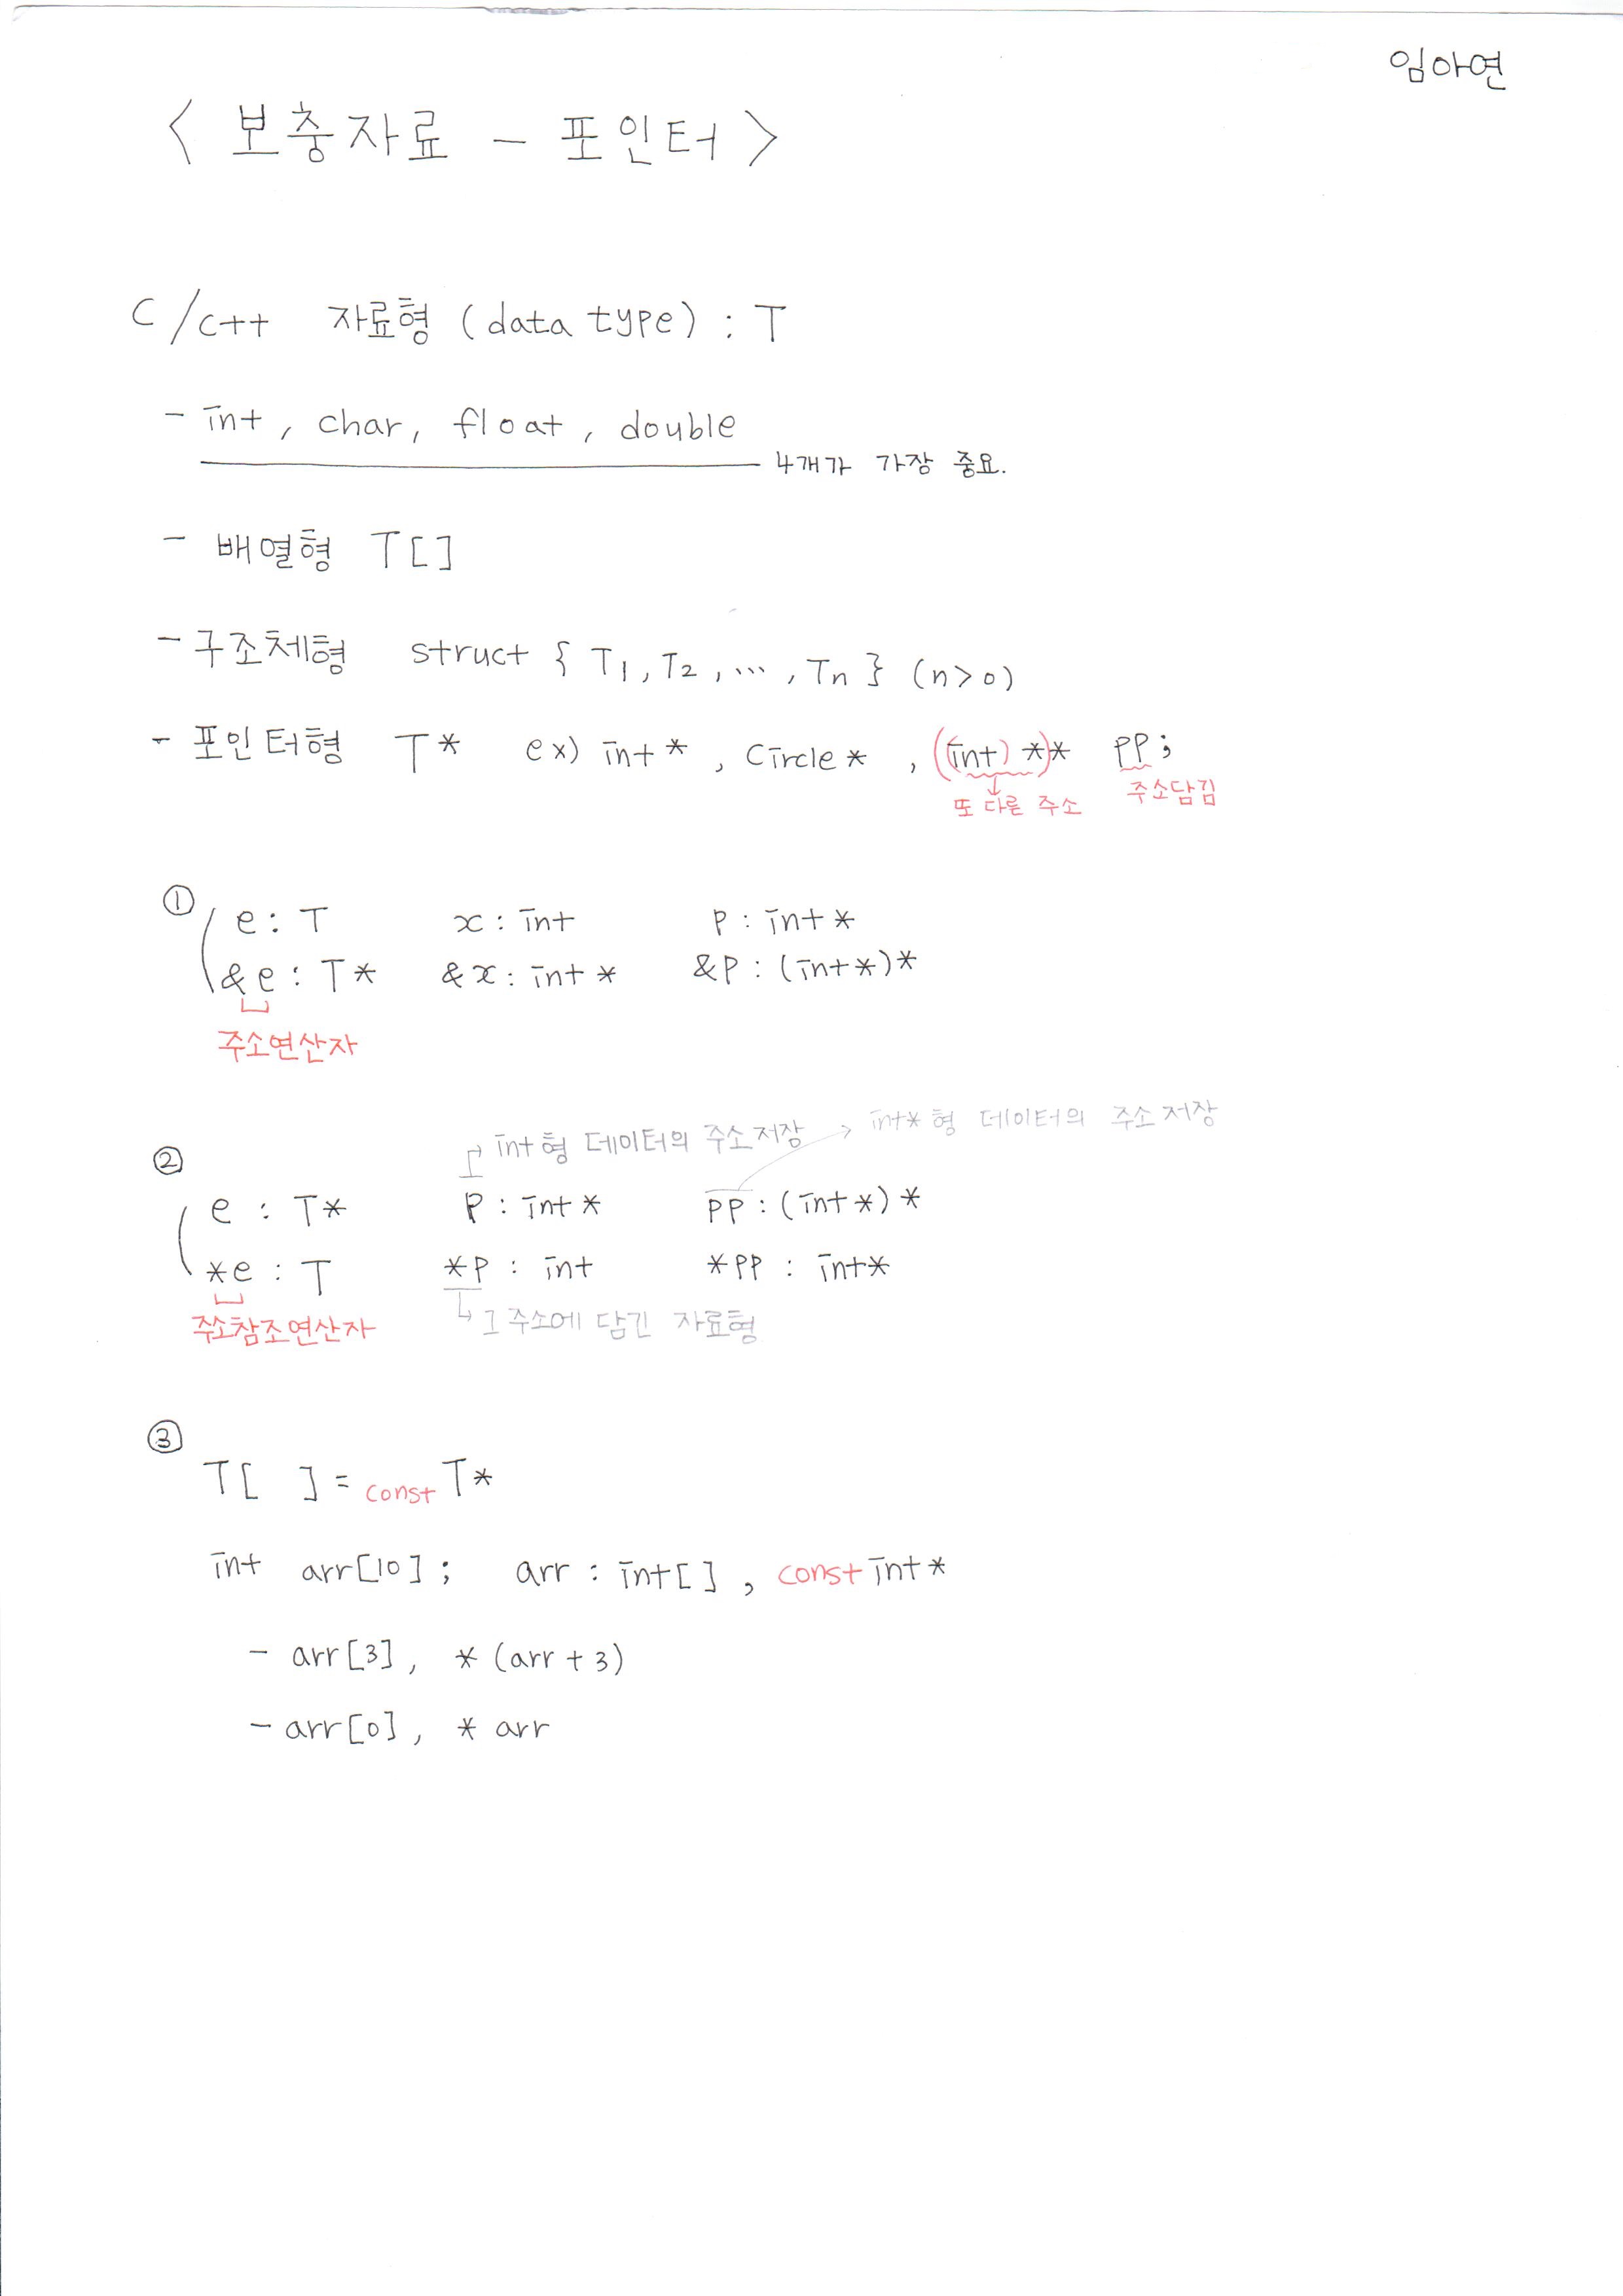 임아연
< 보충자료 - 포인터 >
C/C++ 자료형 (data type) : T
- int, char, float, double
4개가 가장 중요.
- 배열형 T[]
- 구조체형 struct { T1, T2, ..., Tn } (n>0)
- 포인터형 T* ex) int*, Circle*, ((int) *)* pp;
또 다른 주소 주소담김
①
e : T x : int p : int*
&e : T* &x : int* &p : (int*)*
주소연산자
int형 데이터의 주소저장 → int*형 데이터의 주소저장
②
e : T* p : int* pp : (int*)*
*e : T *p : int *pp : int*
주소참조연산자 ↳ 그 주소에 담긴 자료형
③
T[ ] = const T*
int arr[10]; arr : int[], const int*
- arr[3], *(arr+3)
- arr[0], * arr